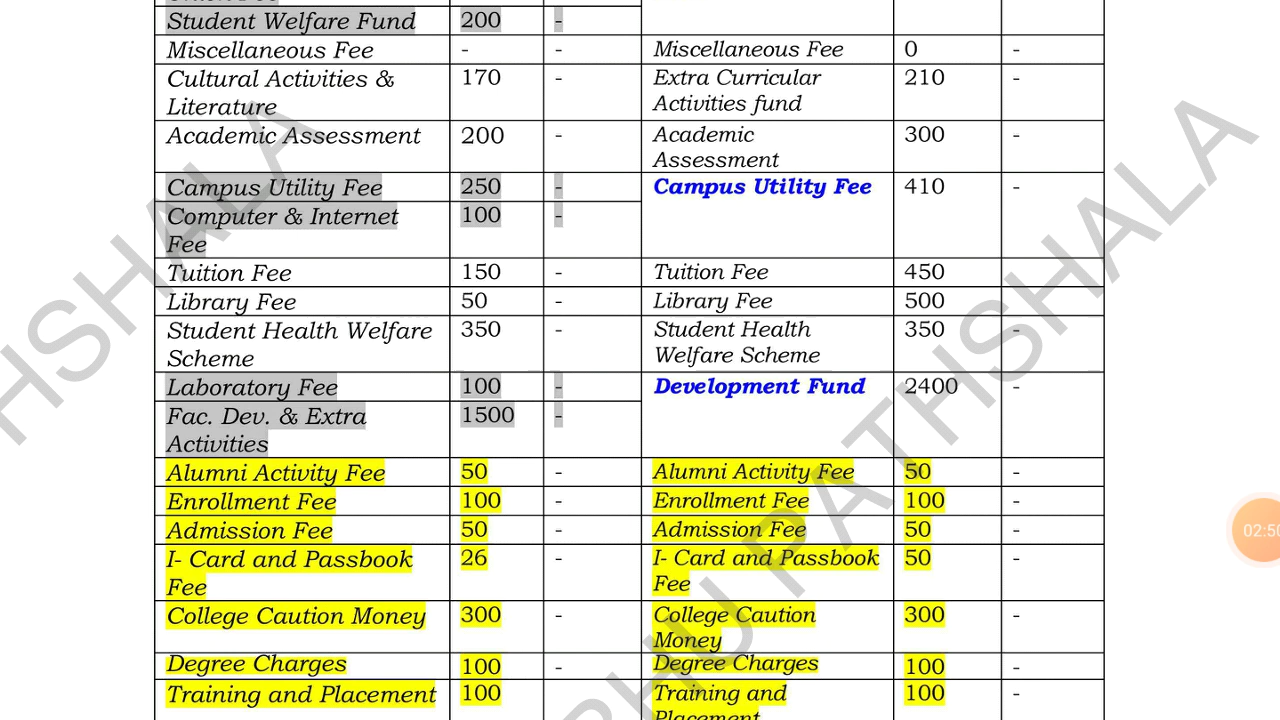 Student Welfare Fund 200 -
Miscellaneous Fee - - Miscellaneous Fee 0 -
Cultural Activities & 170 - Extra Curricular 210 -
Literature Activities fund
Academic Assessment 200 - Academic 300 -
Assessment
Campus Utility Fee 250 - Campus Utility Fee 410 -
Computer & Internet 100 -
Fee
Tuition Fee 150 - Tuition Fee 450
Library Fee 50 - Library Fee 500
Student Health Welfare 350 - Student Health 350 -
Scheme Welfare Scheme
Laboratory Fee 100 - Development Fund 2400 -
Fac. Dev. & Extra 1500 -
Activities
Alumni Activity Fee 50 - Alumni Activity Fee 50 -
Enrollment Fee 100 - Enrollment Fee 100 -
Admission Fee 50 - Admission Fee 50 -
I- Card and Passbook 26 - I- Card and Passbook 50 -
Fee Fee
College Caution Money 300 - College Caution 300 -
Money
Degree Charges 100 - Degree Charges 100 -
Training and Placement 100 Training and 100 -
Placement
HSHALA
HU PATHSHALA
02:50